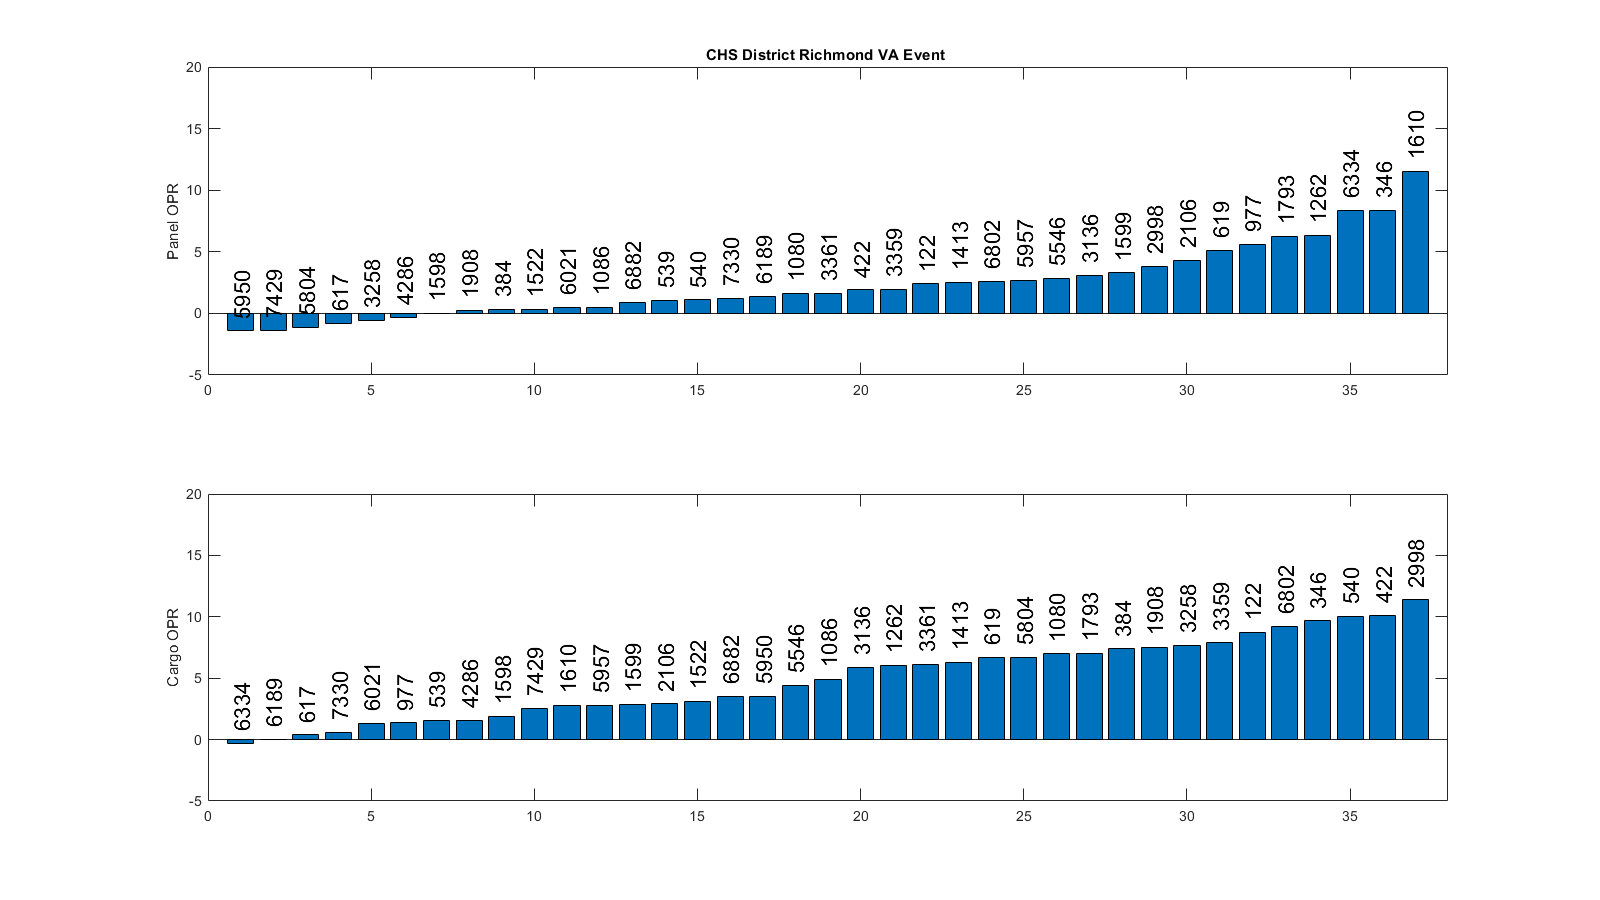 CHS District Richmond VA Event
Panel OPR
20
15
10
5
0
-5
5950 7429 5804 617 3258 4286 1598 1908 384 1522 6021 1086 6882 539 540 7330 6189 1080 3361 422 3359 122 1413 6802 5957 5546 3136 1599 2998 2106 619 977 1793 1262 6334 346 1610
0 5 10 15 20 25 30 35
Cargo OPR
20
15
10
5
0
-5
6334 6189 617 7330 6021 977 539 4286 1598 7429 1610 5957 1599 2106 1522 6882 5950 5546 1086 3136 1262 3361 1413 619 5804 1080 1793 384 1908 3258 3359 122 6802 346 540 422 2998
0 5 10 15 20 25 30 35